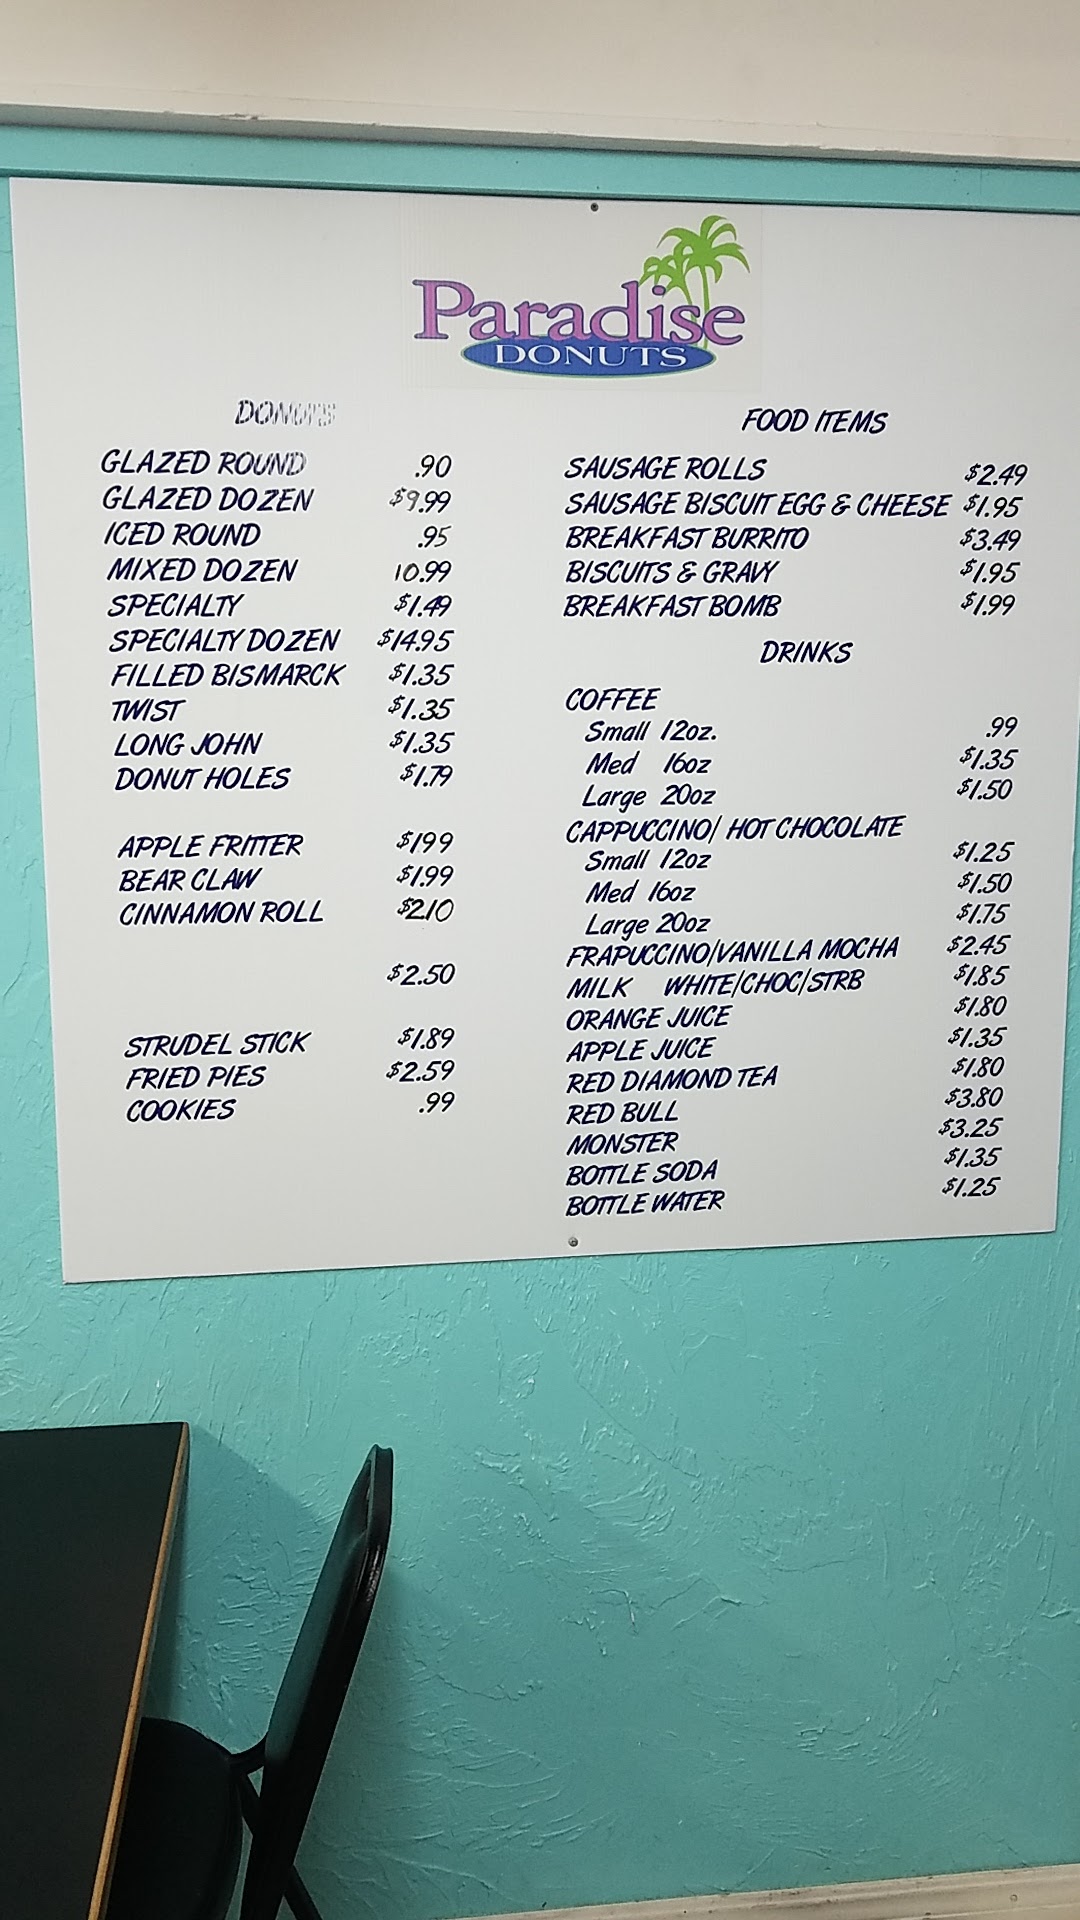 Paradise
DONUTS
DONUTS
GLAZED ROUND .90
GLAZED DOZEN $9.99
ICED ROUND .95
MIXED DOZEN 10.99
SPECIALTY $1.49
SPECIALTY DOZEN $14.95
FILLED BISMARCK $1.35
TWIST $1.35
LONG JOHN $1.35
DONUT HOLES $1.79
APPLE FRITTER $199
BEAR CLAW $1.99
CINNAMON ROLL $210
$2.50
STRUDEL STICK $1.89
FRIED PIES $2.59
COOKIES .99
FOOD ITEMS
SAUSAGE ROLLS $2.49
SAUSAGE BISCUIT EGG & CHEESE $1.95
BREAKFAST BURRITO $3.49
BISCUITS & GRAVY $1.95
BREAKFAST BOMB $1.99
DRINKS
COFFEE
Small 12oz. .99
Med 16oz $1.35
Large 20oz $1.50
CAPPUCCINO/ HOT CHOCOLATE
Small 12oz $1.25
Med 16oz $1.50
Large 20oz $1.75
FRAPUCCINO/VANILLA MOCHA $2.45
MILK WHITE/CHOC/STRB $1.85
ORANGE JUICE $1.80
APPLE JUICE $1.35
RED DIAMOND TEA $1.80
RED BULL $3.80
MONSTER $3.25
BOTTLE SODA $1.35
BOTTLE WATER $1.25